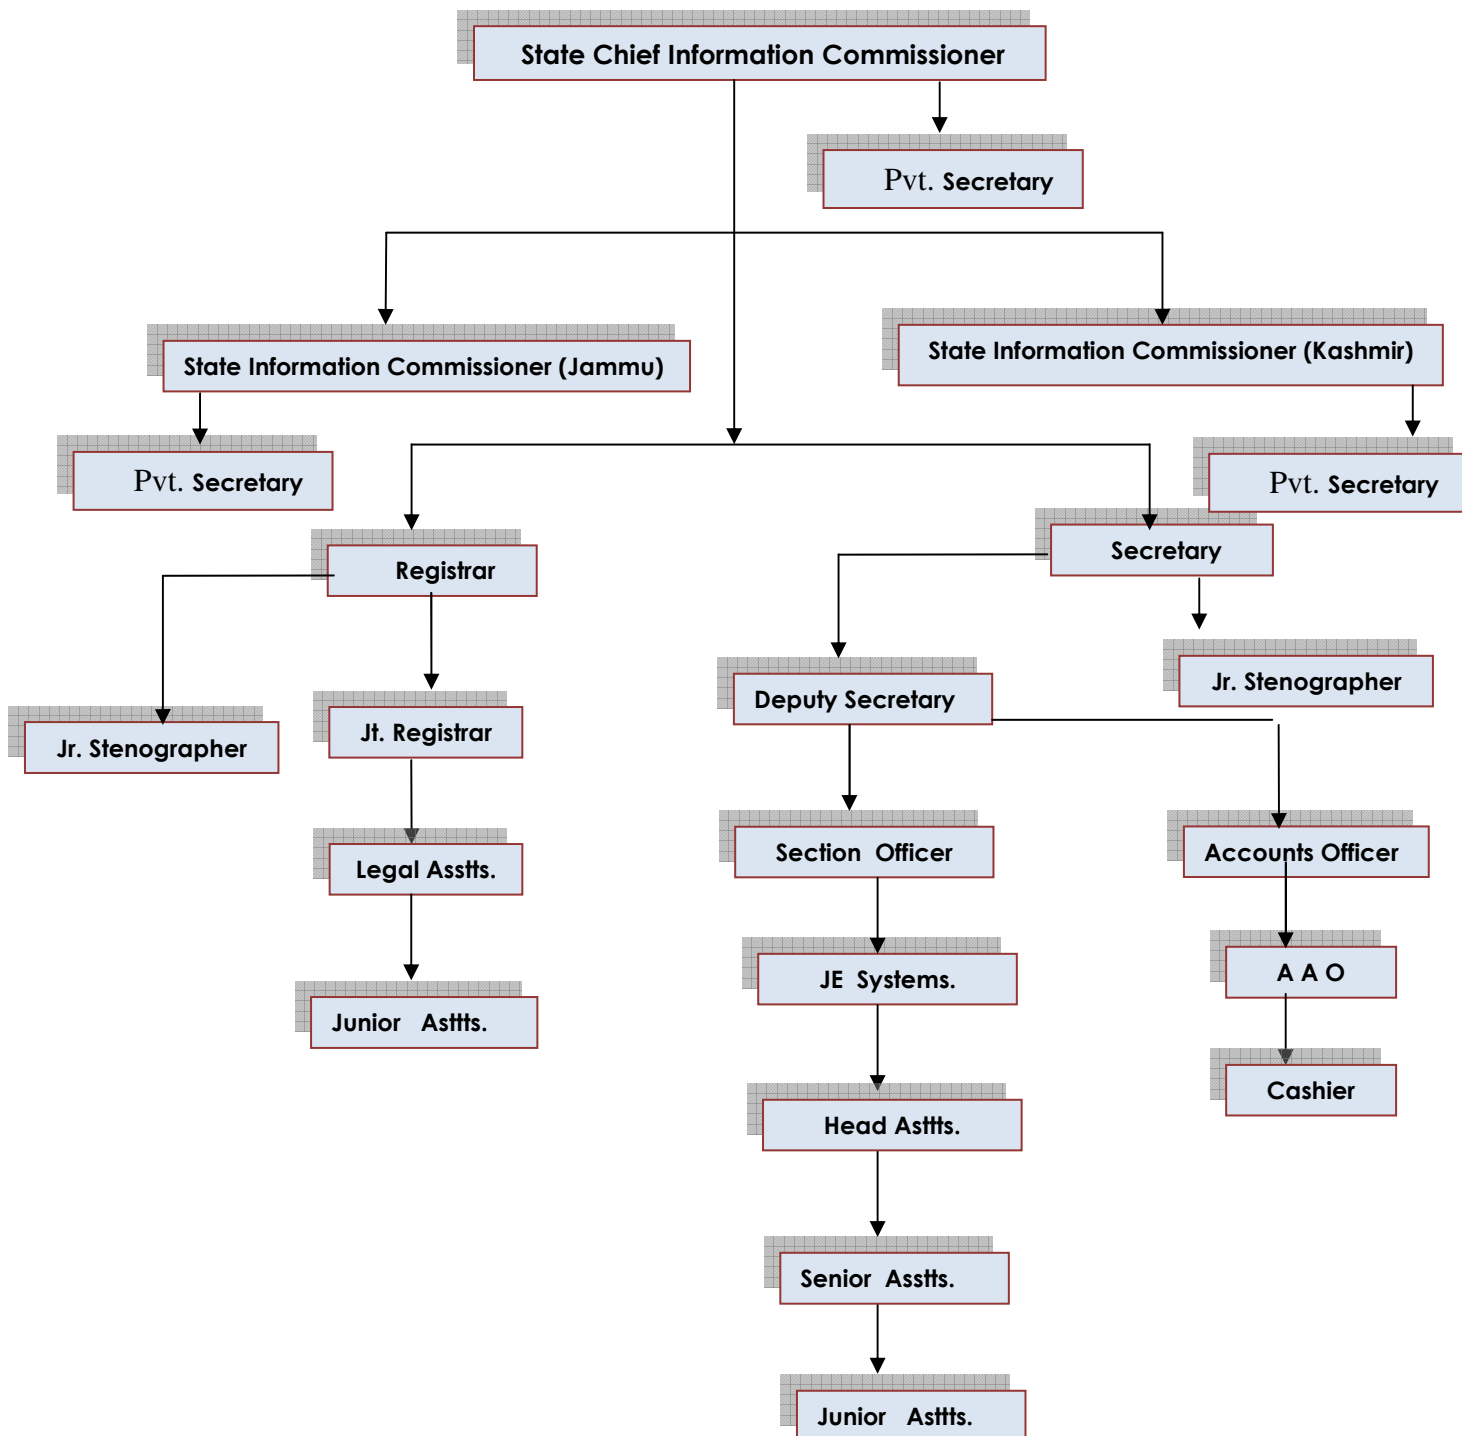 State Chief Information Commissioner
Pvt. Secretary
State Information Commissioner (Jammu)
State Information Commissioner (Kashmir)
Pvt. Secretary
Pvt. Secretary
Registrar
Secretary
Jr. Stenographer
Deputy Secretary
Jt. Registrar
Jr. Stenographer
Legal Asstts.
Section Officer
Accounts Officer
JE Systems.
A A O
Junior Asttts.
Cashier
Head Asttts.
Senior Asstts.
Junior Asttts.